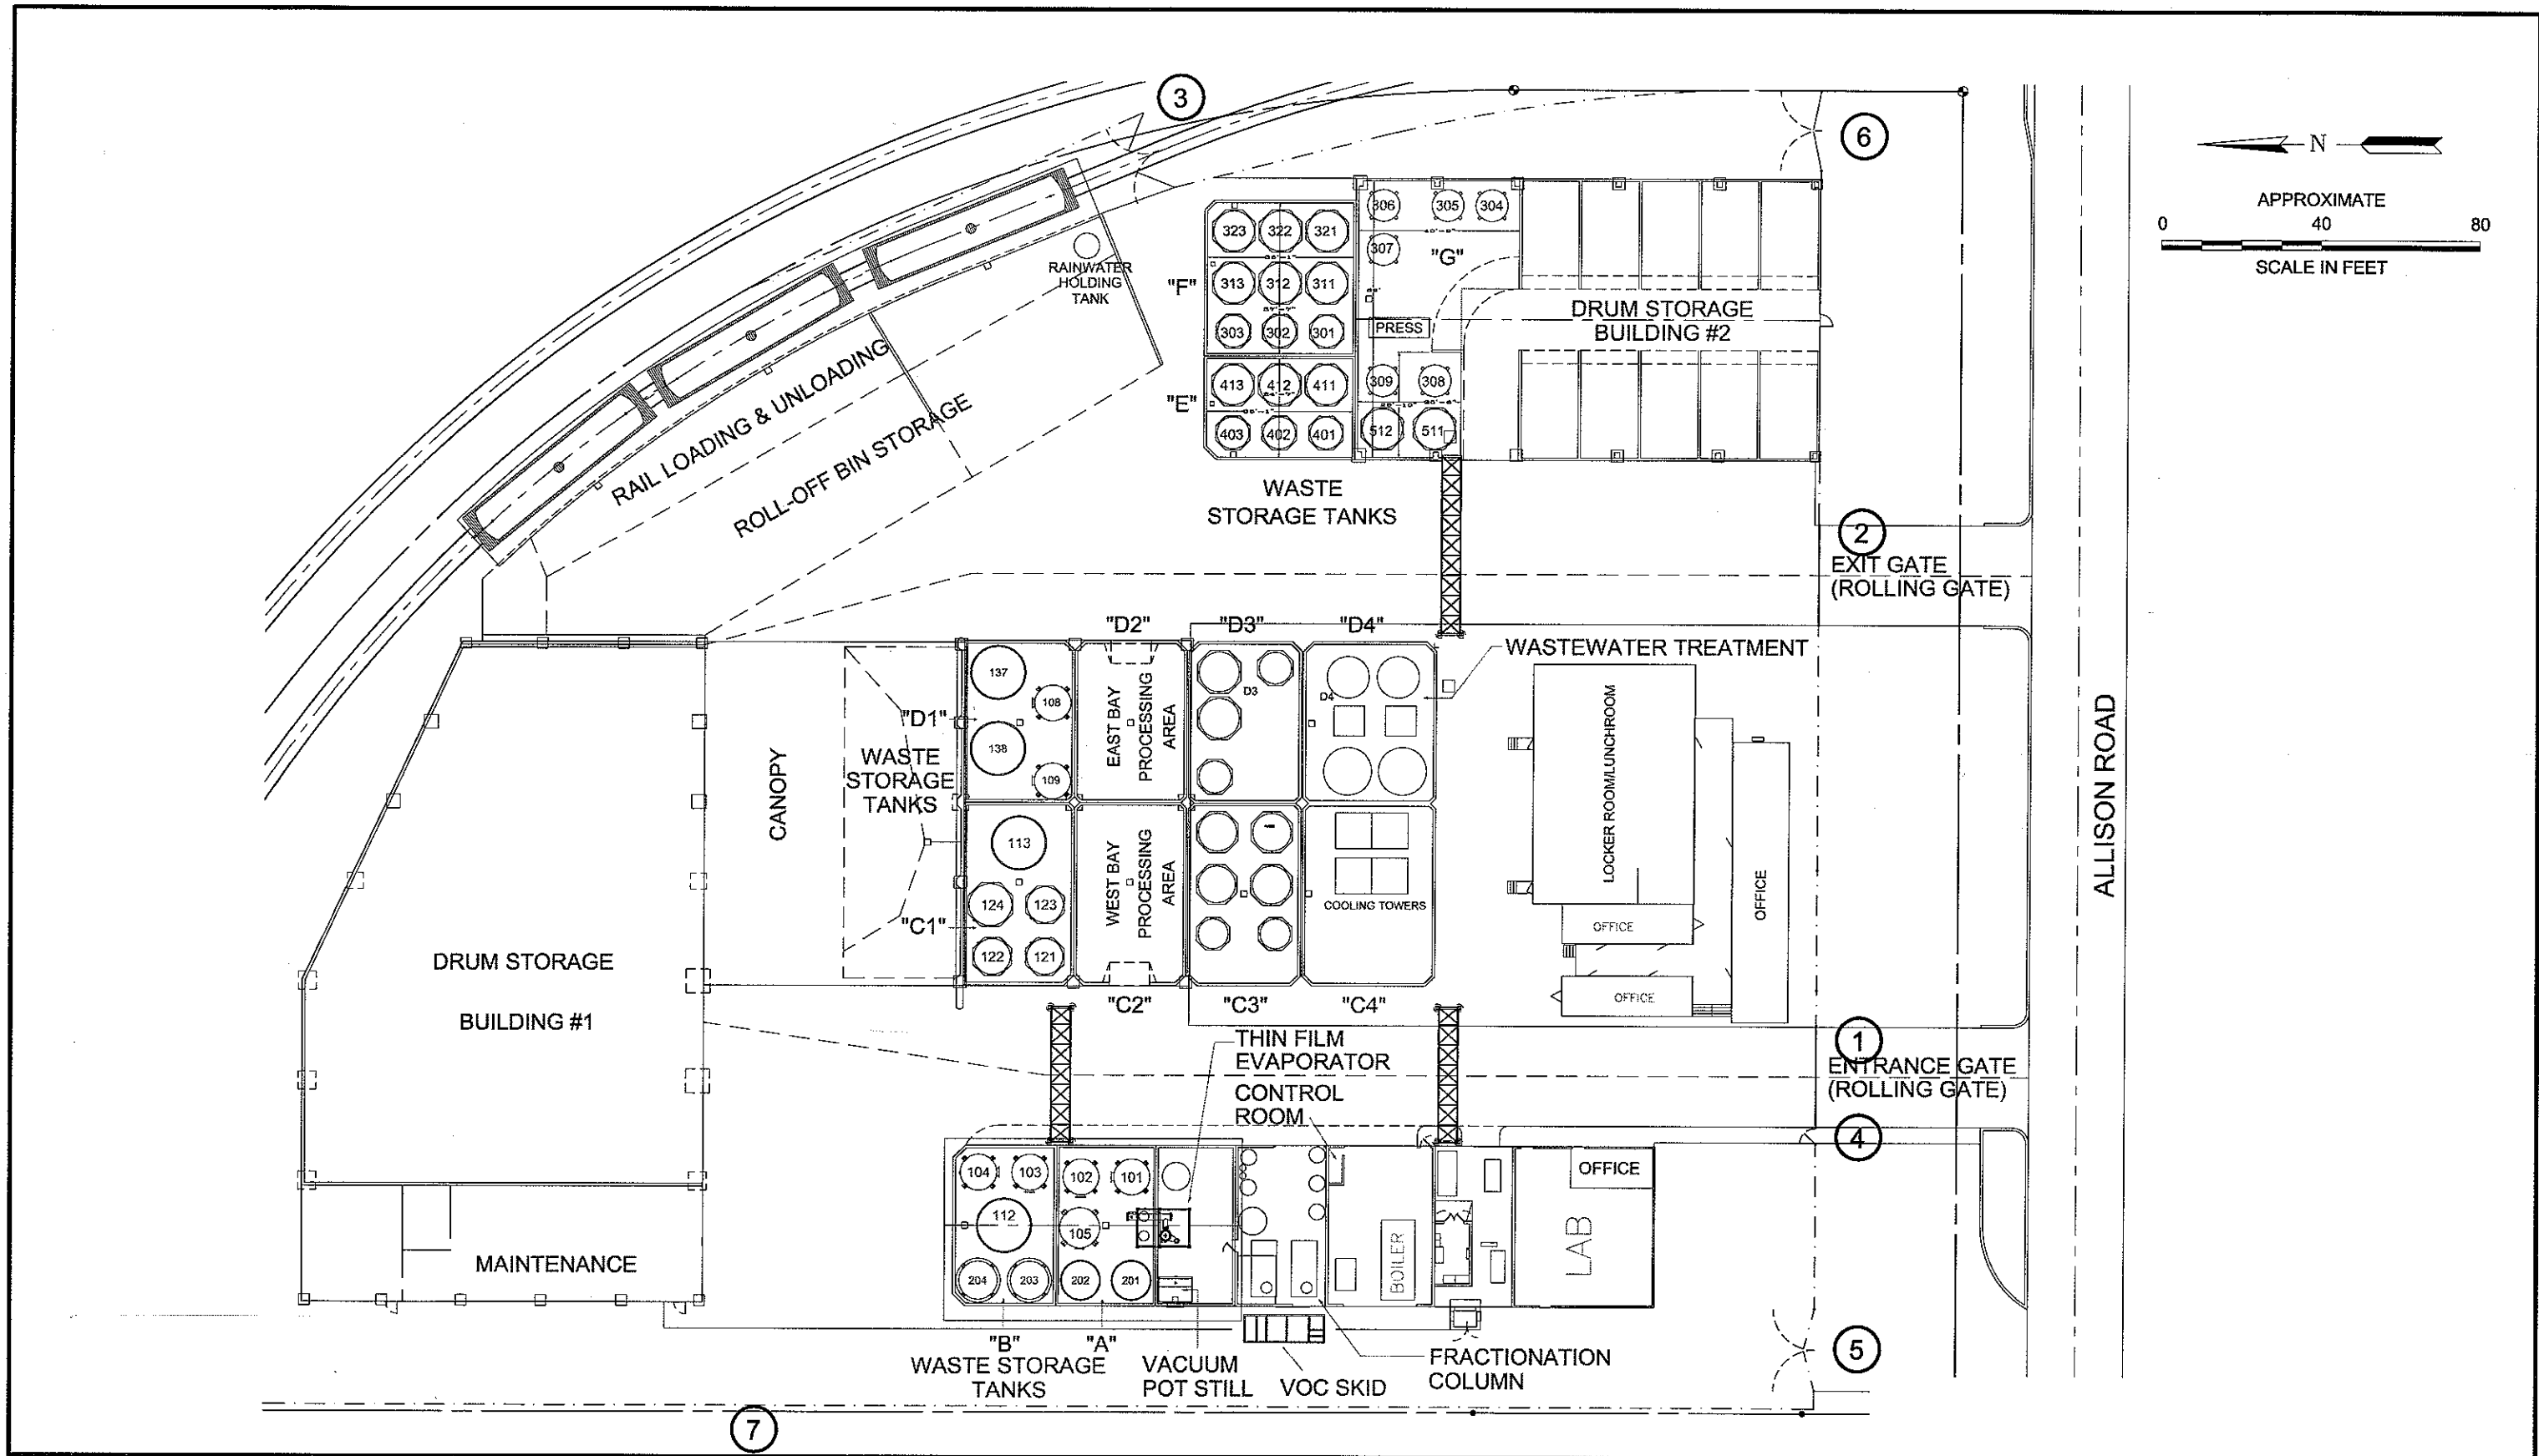 3
6
N
APPROXIMATE
0 40 80
SCALE IN FEET
RAINWATER
HOLDING
TANK
RAIL LOADING & UNLOADING
ROLL-OFF BIN STORAGE
"F"
323 322 321
313 312 311
303 302 301
"E"
413 412 411
403 402 401
306 305 304
307
"G"
PRESS
309 308
512 511
DRUM STORAGE
BUILDING #2
WASTE
STORAGE TANKS
2
EXIT GATE
(ROLLING GATE)
"D2"
"D3"
"D4"
WASTEWATER TREATMENT
137
108
"D1"
138
109
EAST BAY
PROCESSING
AREA
D3
D4
LOCKER ROOM/LUNCHROOM
OFFICE
OFFICE
OFFICE
ALLISON ROAD
CANOPY
WASTE
STORAGE
TANKS
113
124 123
"C1"
122 121
WEST BAY
PROCESSING
AREA
COOLING TOWERS
"C2"
"C3"
"C4"
DRUM STORAGE
BUILDING #1
MAINTENANCE
THIN FILM
EVAPORATOR
CONTROL
ROOM
1
ENTRANCE GATE
(ROLLING GATE)
4
104 103 102 101
112
105
204 203 202 201
BOILER
OFFICE
LAB
"B" "A"
WASTE STORAGE
TANKS
VACUUM
POT STILL
VOC SKID
FRACTIONATION
COLUMN
5
7